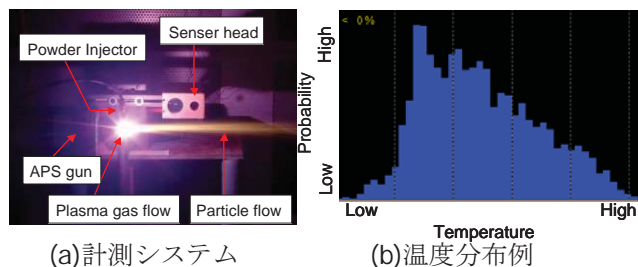 Powder Injector
Senser head
APS gun
Plasma gas flow
Particle flow
(a)計測システム
< 0%
High
Probability
Low
Low
High
Temperature
(b)温度分布例